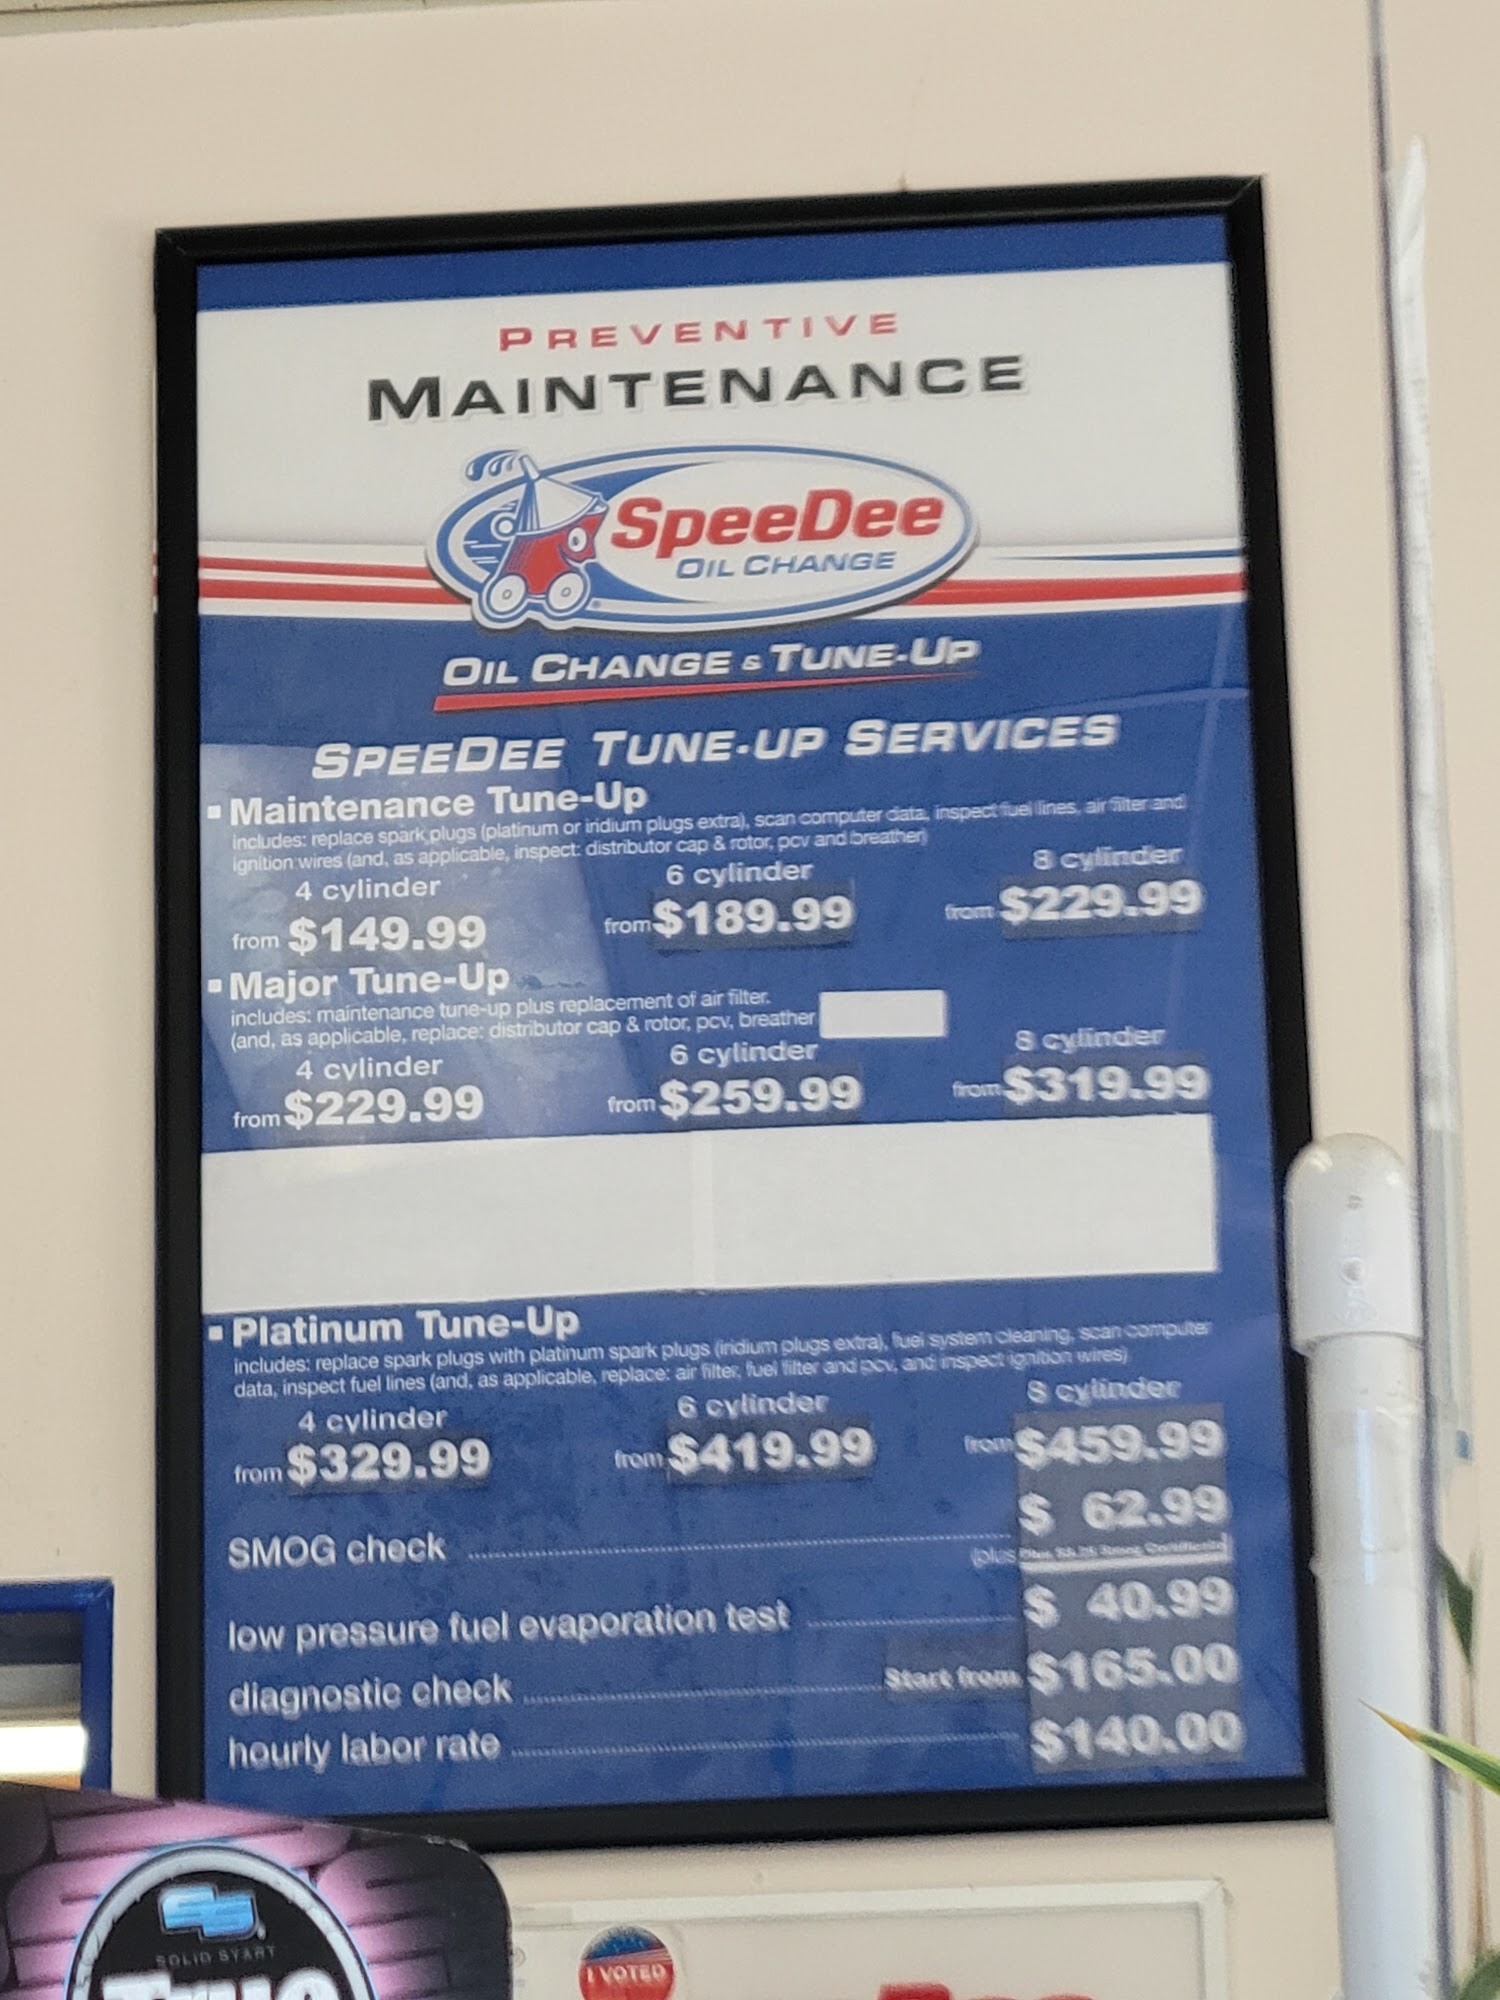 PREVENTIVE
MAINTENANCE
SpeeDee
OIL CHANGE
OIL CHANGE & TUNE-UP
SPEEDEE TUNE-UP SERVICES
▪ Maintenance Tune-Up
includes: replace spark plugs (platinum or iridium plugs extra), scan computer data, inspect fuel lines, air filter and
ignition wires (and, as applicable, inspect: distributor cap & rotor, pcv and breather)
4 cylinder 6 cylinder 8 cylinder
from $149.99 from $189.99 from $229.99
▪ Major Tune-Up
includes: maintenance tune-up plus replacement of air filter.
(and, as applicable, replace: distributor cap & rotor, pcv, breather
4 cylinder 6 cylinder 8 cylinder
from $229.99 from $259.99 from $319.99
▪ Platinum Tune-Up
includes: replace spark plugs with platinum spark plugs (iridium plugs extra), fuel system cleaning, scan computer
data, inspect fuel lines (and, as applicable, replace: air filter, fuel filter and pcv, and inspect ignition wires)
4 cylinder 6 cylinder 8 cylinder
from $329.99 from $419.99 from $459.99
SMOG check $ 62.99
(plus
low pressure fuel evaporation test $ 40.99
diagnostic check Start from $165.00
hourly labor rate $140.00
SOLID START
True
I VOTED